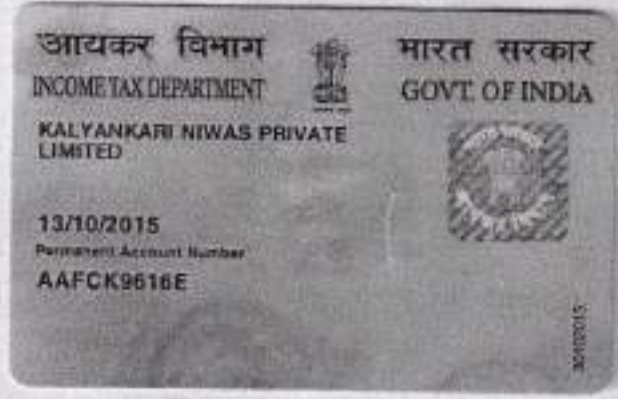 आयकर विभाग
INCOME TAX DEPARTMENT
भारत सरकार
GOVT. OF INDIA
KALYANKARI NIWAS PRIVATE
LIMITED
13/10/2015
Permanent Account Number
AAFCK9616E